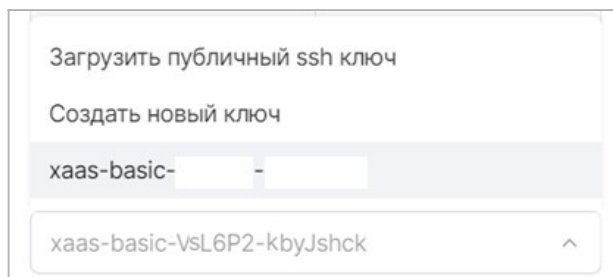 Загрузить публичный ssh ключ
Создать новый ключ
xaas-basic- -
xaas-basic-VsL6P2-kbyJshck